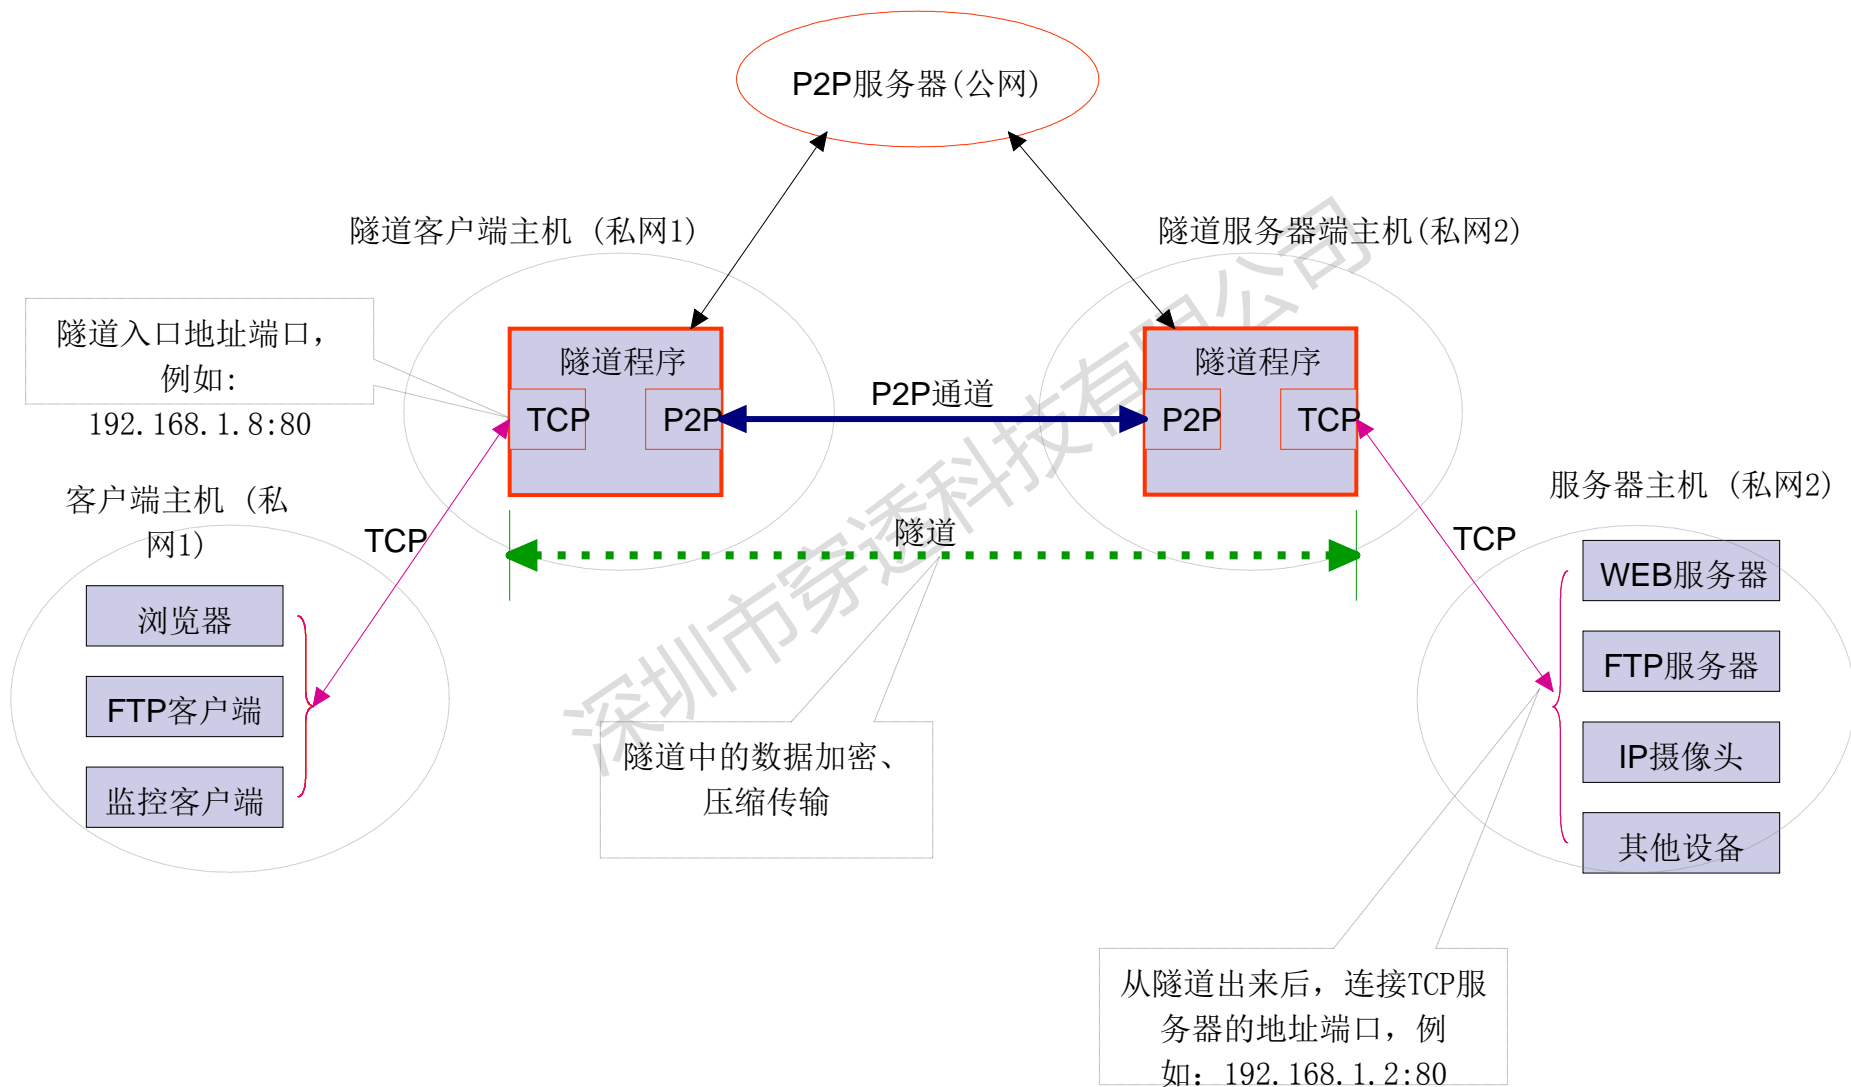 P2P服务器(公网)
隧道客户端主机 (私网1)
隧道服务器端主机(私网2)
隧道入口地址端口，
例如:
192.168.1.8:80
隧道程序
TCP
P2P
P2P通道
隧道程序
P2P
TCP
客户端主机 (私
网1)
TCP
隧道
TCP
服务器主机 (私网2)
浏览器
FTP客户端
监控客户端
WEB服务器
FTP服务器
IP摄像头
其他设备
隧道中的数据加密、
压缩传输
从隧道出来后，连接TCP服
务器的地址端口，例
如：192.168.1.2:80
深圳市穿透科技有限公司